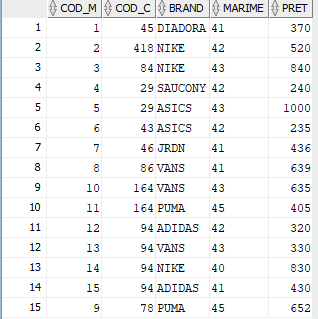 COD_M COD_C BRAND MARIME PRET
1 1 45 DIADORA 41 370
2 2 418 NIKE 42 520
3 3 84 NIKE 43 840
4 4 29 SAUCONY 42 240
5 5 29 ASICS 43 1000
6 6 43 ASICS 42 235
7 7 46 JRDN 41 436
8 8 86 VANS 41 639
9 10 164 VANS 43 635
10 11 164 PUMA 45 405
11 12 94 ADIDAS 42 320
12 13 94 VANS 43 330
13 14 94 NIKE 40 830
14 15 94 ADIDAS 41 430
15 9 78 PUMA 45 652